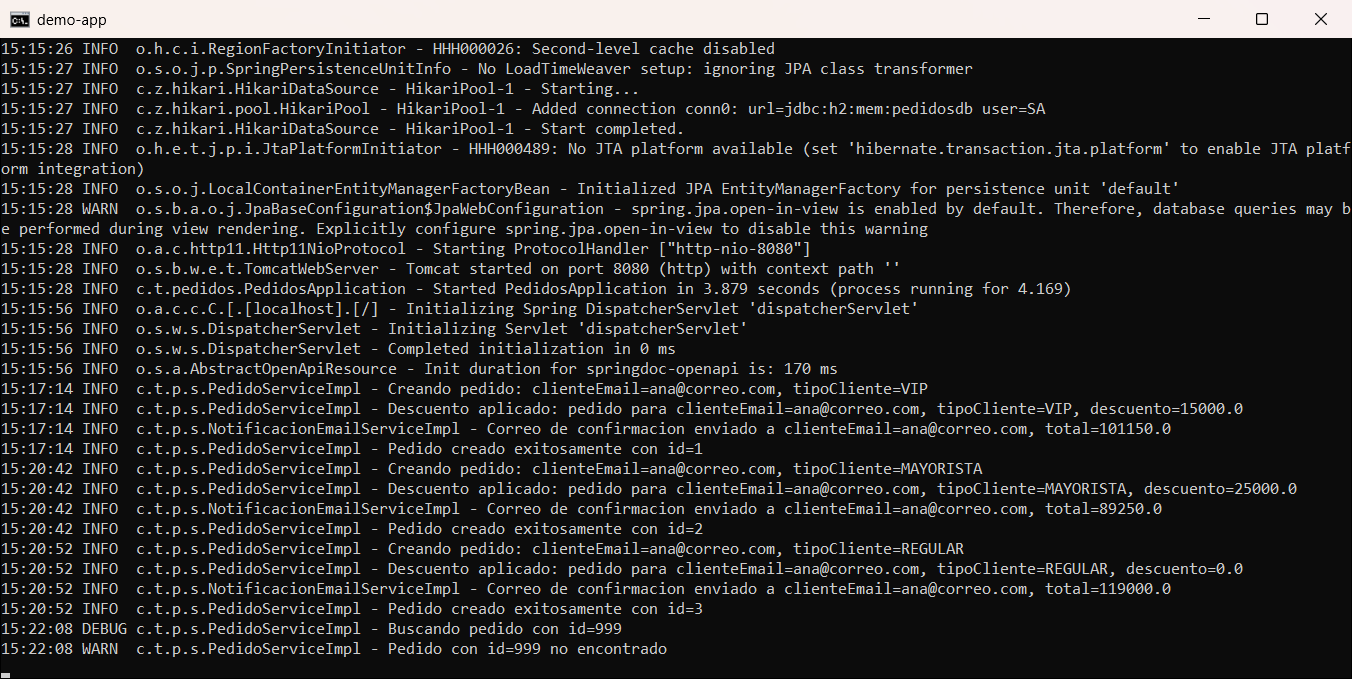 demo-app
15:15:26 INFO  o.h.c.i.RegionFactoryInitiator - HHH000026: Second-level cache disabled
15:15:27 INFO  o.s.o.j.p.SpringPersistenceUnitInfo - No LoadTimeWeaver setup: ignoring JPA class transformer
15:15:27 INFO  c.z.hikari.HikariDataSource - HikariPool-1 - Starting...
15:15:27 INFO  c.z.hikari.pool.HikariPool - HikariPool-1 - Added connection conn0: url=jdbc:h2:mem:pedidosdb user=SA
15:15:27 INFO  c.z.hikari.HikariDataSource - HikariPool-1 - Start completed.
15:15:28 INFO  o.h.e.t.j.p.i.JtaPlatformInitiator - HHH000489: No JTA platform available (set 'hibernate.transaction.jta.platform' to enable JTA platf
orm integration)
15:15:28 INFO  o.s.o.j.LocalContainerEntityManagerFactoryBean - Initialized JPA EntityManagerFactory for persistence unit 'default'
15:15:28 WARN  o.s.b.a.o.j.JpaBaseConfiguration$JpaWebConfiguration - spring.jpa.open-in-view is enabled by default. Therefore, database queries may b
e performed during view rendering. Explicitly configure spring.jpa.open-in-view to disable this warning
15:15:28 INFO  o.a.c.http11.Http11NioProtocol - Starting ProtocolHandler ["http-nio-8080"]
15:15:28 INFO  o.s.b.w.e.t.TomcatWebServer - Tomcat started on port 8080 (http) with context path ''
15:15:28 INFO  c.t.pedidos.PedidosApplication - Started PedidosApplication in 3.879 seconds (process running for 4.169)
15:15:56 INFO  o.a.c.c.C.[.[localhost].[/] - Initializing Spring DispatcherServlet 'dispatcherServlet'
15:15:56 INFO  o.s.w.s.DispatcherServlet - Initializing Servlet 'dispatcherServlet'
15:15:56 INFO  o.s.w.s.DispatcherServlet - Completed initialization in 0 ms
15:15:56 INFO  o.s.a.AbstractOpenApiResource - Init duration for springdoc-openapi is: 170 ms
15:17:14 INFO  c.t.p.s.PedidoServiceImpl - Creando pedido: clienteEmail=ana@correo.com, tipoCliente=VIP
15:17:14 INFO  c.t.p.s.PedidoServiceImpl - Descuento aplicado: pedido para clienteEmail=ana@correo.com, tipoCliente=VIP, descuento=15000.0
15:17:14 INFO  c.t.p.s.NotificacionEmailServiceImpl - Correo de confirmacion enviado a clienteEmail=ana@correo.com, total=101150.0
15:17:14 INFO  c.t.p.s.PedidoServiceImpl - Pedido creado exitosamente con id=1
15:20:42 INFO  c.t.p.s.PedidoServiceImpl - Creando pedido: clienteEmail=ana@correo.com, tipoCliente=MAYORISTA
15:20:42 INFO  c.t.p.s.PedidoServiceImpl - Descuento aplicado: pedido para clienteEmail=ana@correo.com, tipoCliente=MAYORISTA, descuento=25000.0
15:20:42 INFO  c.t.p.s.NotificacionEmailServiceImpl - Correo de confirmacion enviado a clienteEmail=ana@correo.com, total=89250.0
15:20:42 INFO  c.t.p.s.PedidoServiceImpl - Pedido creado exitosamente con id=2
15:20:52 INFO  c.t.p.s.PedidoServiceImpl - Creando pedido: clienteEmail=ana@correo.com, tipoCliente=REGULAR
15:20:52 INFO  c.t.p.s.PedidoServiceImpl - Descuento aplicado: pedido para clienteEmail=ana@correo.com, tipoCliente=REGULAR, descuento=0.0
15:20:52 INFO  c.t.p.s.NotificacionEmailServiceImpl - Correo de confirmacion enviado a clienteEmail=ana@correo.com, total=119000.0
15:20:52 INFO  c.t.p.s.PedidoServiceImpl - Pedido creado exitosamente con id=3
15:22:08 DEBUG c.t.p.s.PedidoServiceImpl - Buscando pedido con id=999
15:22:08 WARN  c.t.p.s.PedidoServiceImpl - Pedido con id=999 no encontrado